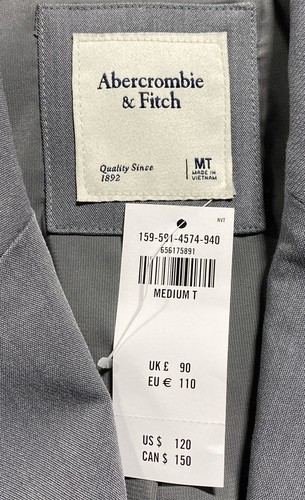 Abercrombie
& Fitch
Quality Since
1892
MT
MADE IN
VIETNAM
NVT
159-591-4574-940
656175891
MEDIUM T
UK £ 90
EU € 110
US $ 120
CAN $ 150